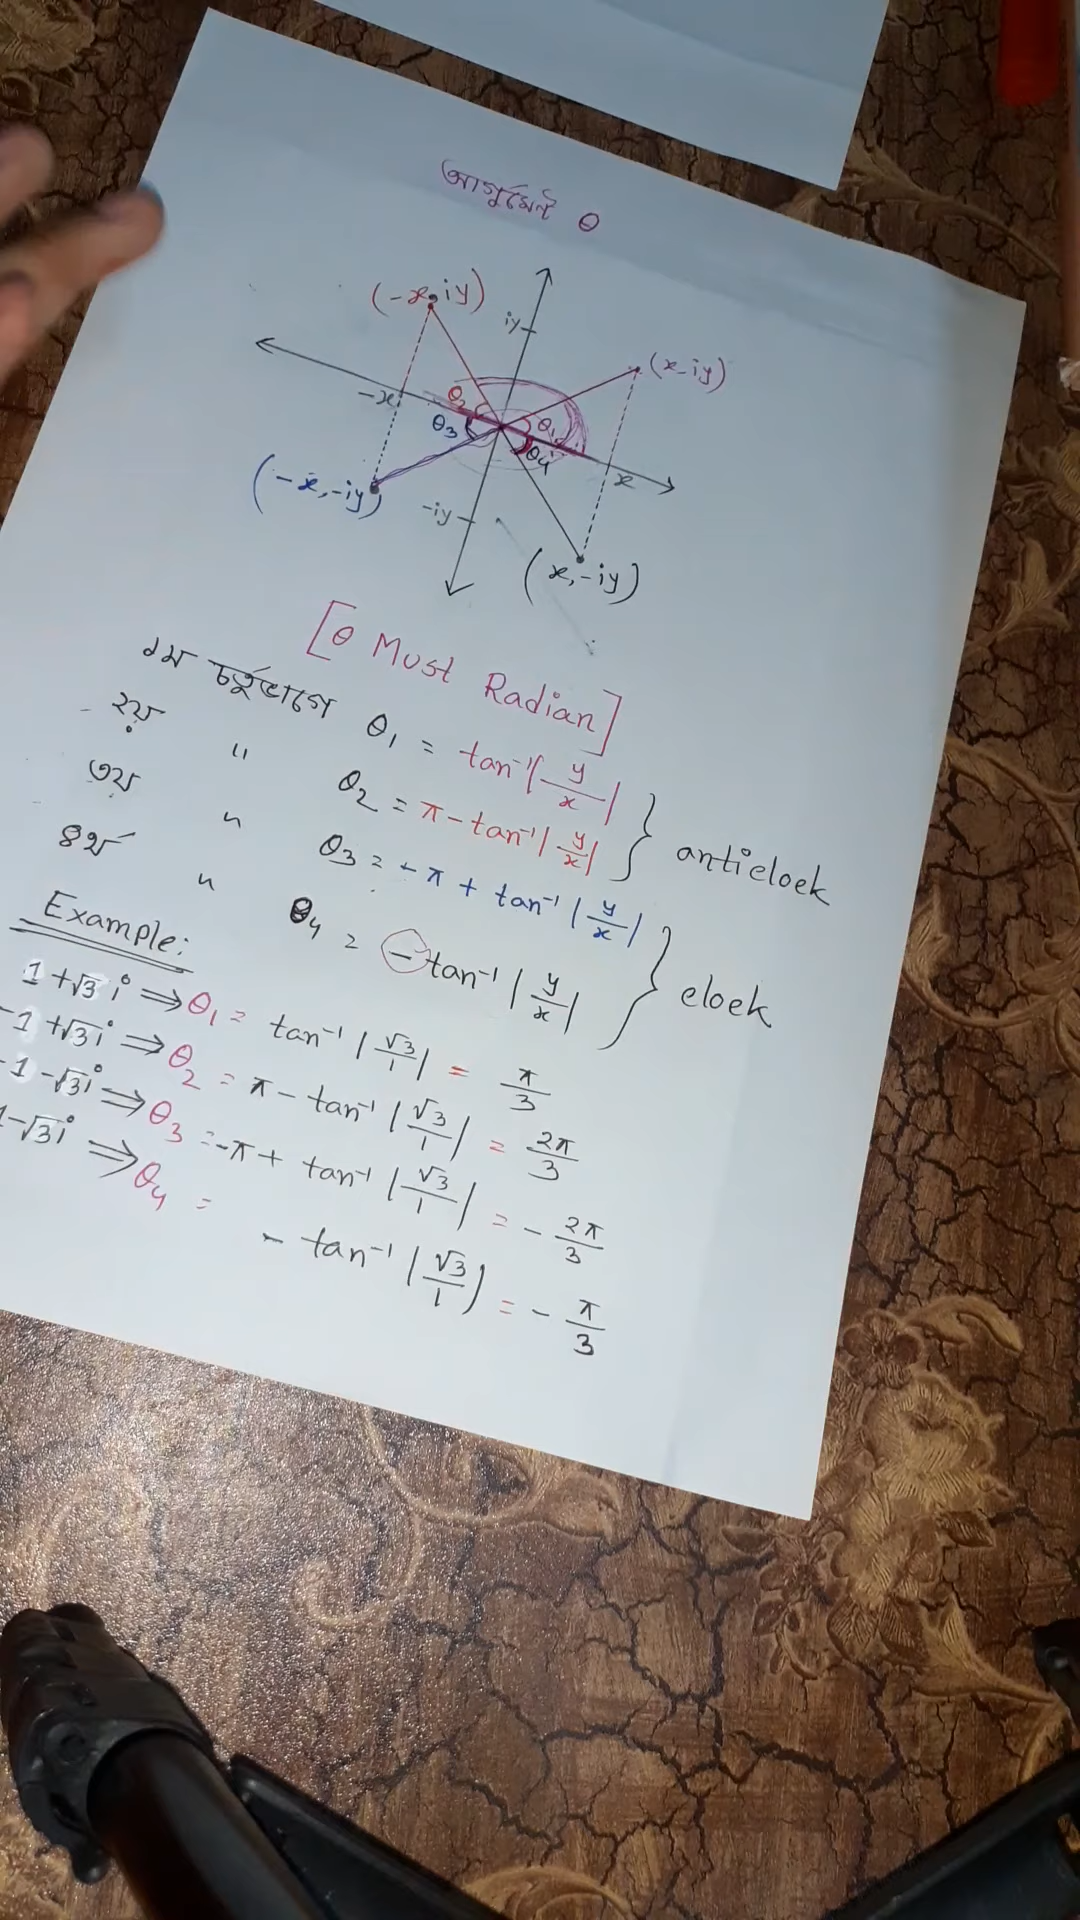 আর্গুমেন্ট θ
(-x, iy)
iy
(x-iy)
-x
θ2
θ1
θ3
θ4
x
(-x, -iy)
-iy
(x, -iy)
[θ Must Radian]
১ম চতুর্ভাগে θ1 = tan⁻¹|y/x|
২য় " θ2 = π - tan⁻¹|y/x|
} anticlock
৩য় " θ3 = -π + tan⁻¹|y/x|
৪র্থ " θ4 = -tan⁻¹|y/x|
} clock
Example:
1+√3 i ⇒ θ1 = tan⁻¹|√3/1| = π/3
-1+√3i ⇒ θ2 = π - tan⁻¹|√3/1| = 2π/3
-1-√3i ⇒ θ3 = -π + tan⁻¹|√3/1| = -2π/3
1-√3i ⇒ θ4 = - tan⁻¹|√3/1) = -π/3